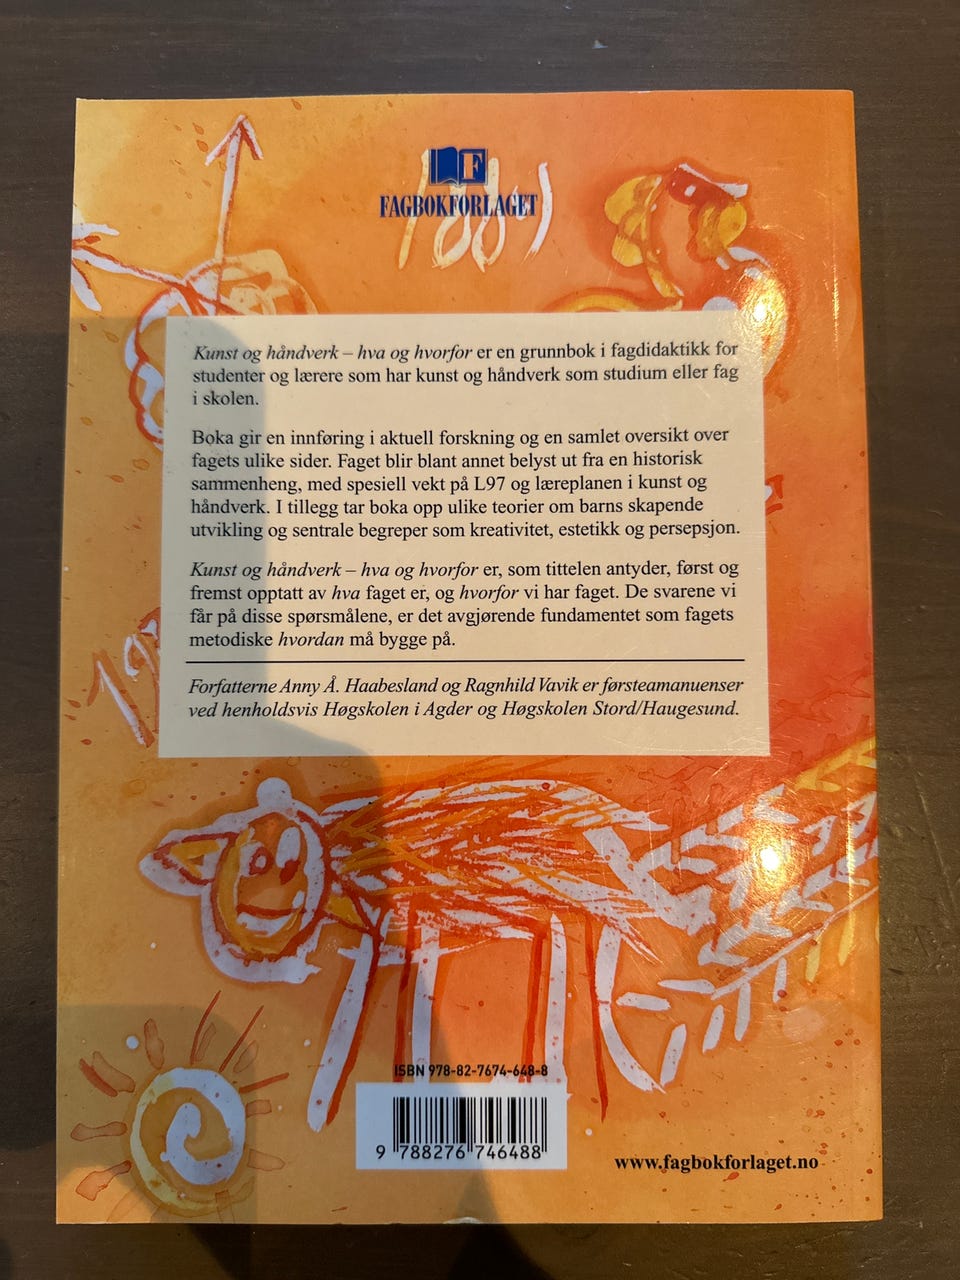 F
FAGBOKFORLAGET
Kunst og håndverk – hva og hvorfor er en grunnbok i fagdidaktikk for
studenter og lærere som har kunst og håndverk som studium eller fag
i skolen.
Boka gir en innføring i aktuell forskning og en samlet oversikt over
fagets ulike sider. Faget blir blant annet belyst ut fra en historisk
sammenheng, med spesiell vekt på L97 og læreplanen i kunst og
håndverk. I tillegg tar boka opp ulike teorier om barns skapende
utvikling og sentrale begreper som kreativitet, estetikk og persepsjon.
Kunst og håndverk – hva og hvorfor er, som tittelen antyder, først og
fremst opptatt av hva faget er, og hvorfor vi har faget. De svarene vi
får på disse spørsmålene, er det avgjørende fundamentet som fagets
metodiske hvordan må bygge på.
Forfatterne Anny Å. Haabesland og Ragnhild Vavik er førsteamanuenser
ved henholdsvis Høgskolen i Agder og Høgskolen Stord/Haugesund.
ISBN 978-82-7674-648-8
9 788276 746488
www.fagbokforlaget.no